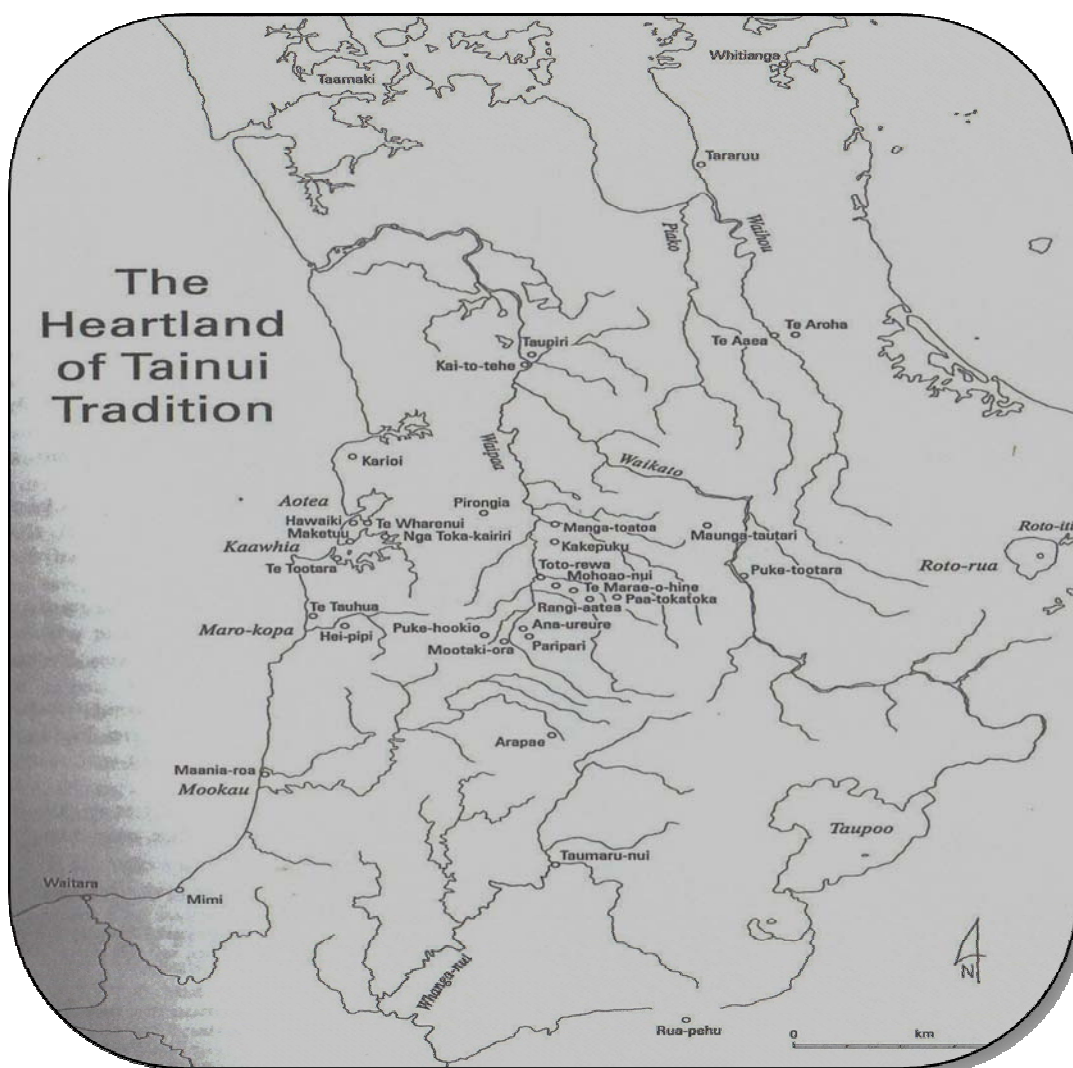 The
Heartland
of Tainui
Tradition
Taamaki
Whitianga
Tararuu
Piako
Waihou
Te Aroha
Te Aaea
Taupiri
Kai-to-tehe
Waipaa
Waikato
Karioi
Aotea
Pirongia
Hawaiki
Te Wharenui
Maketuu
Nga Toka-kairiri
Kaawhia
Te Tootara
Manga-toatoa
Maunga-tautari
Kakepuku
Roto-iti
Roto-rua
Toto-rewa
Mohoao-nui
Puke-tootara
Te Marae-o-hine
Paa-tokatoka
Rangi-aatea
Te Tauhua
Maro-kopa
Hei-pipi
Puke-hookio
Ana-ureure
Mootaki-ora
Paripari
Arapae
Maania-roa
Mookau
Taupoo
Taumaru-nui
Waitara
Mimi
Whanga-nui
N
Rua-pehu
0 km